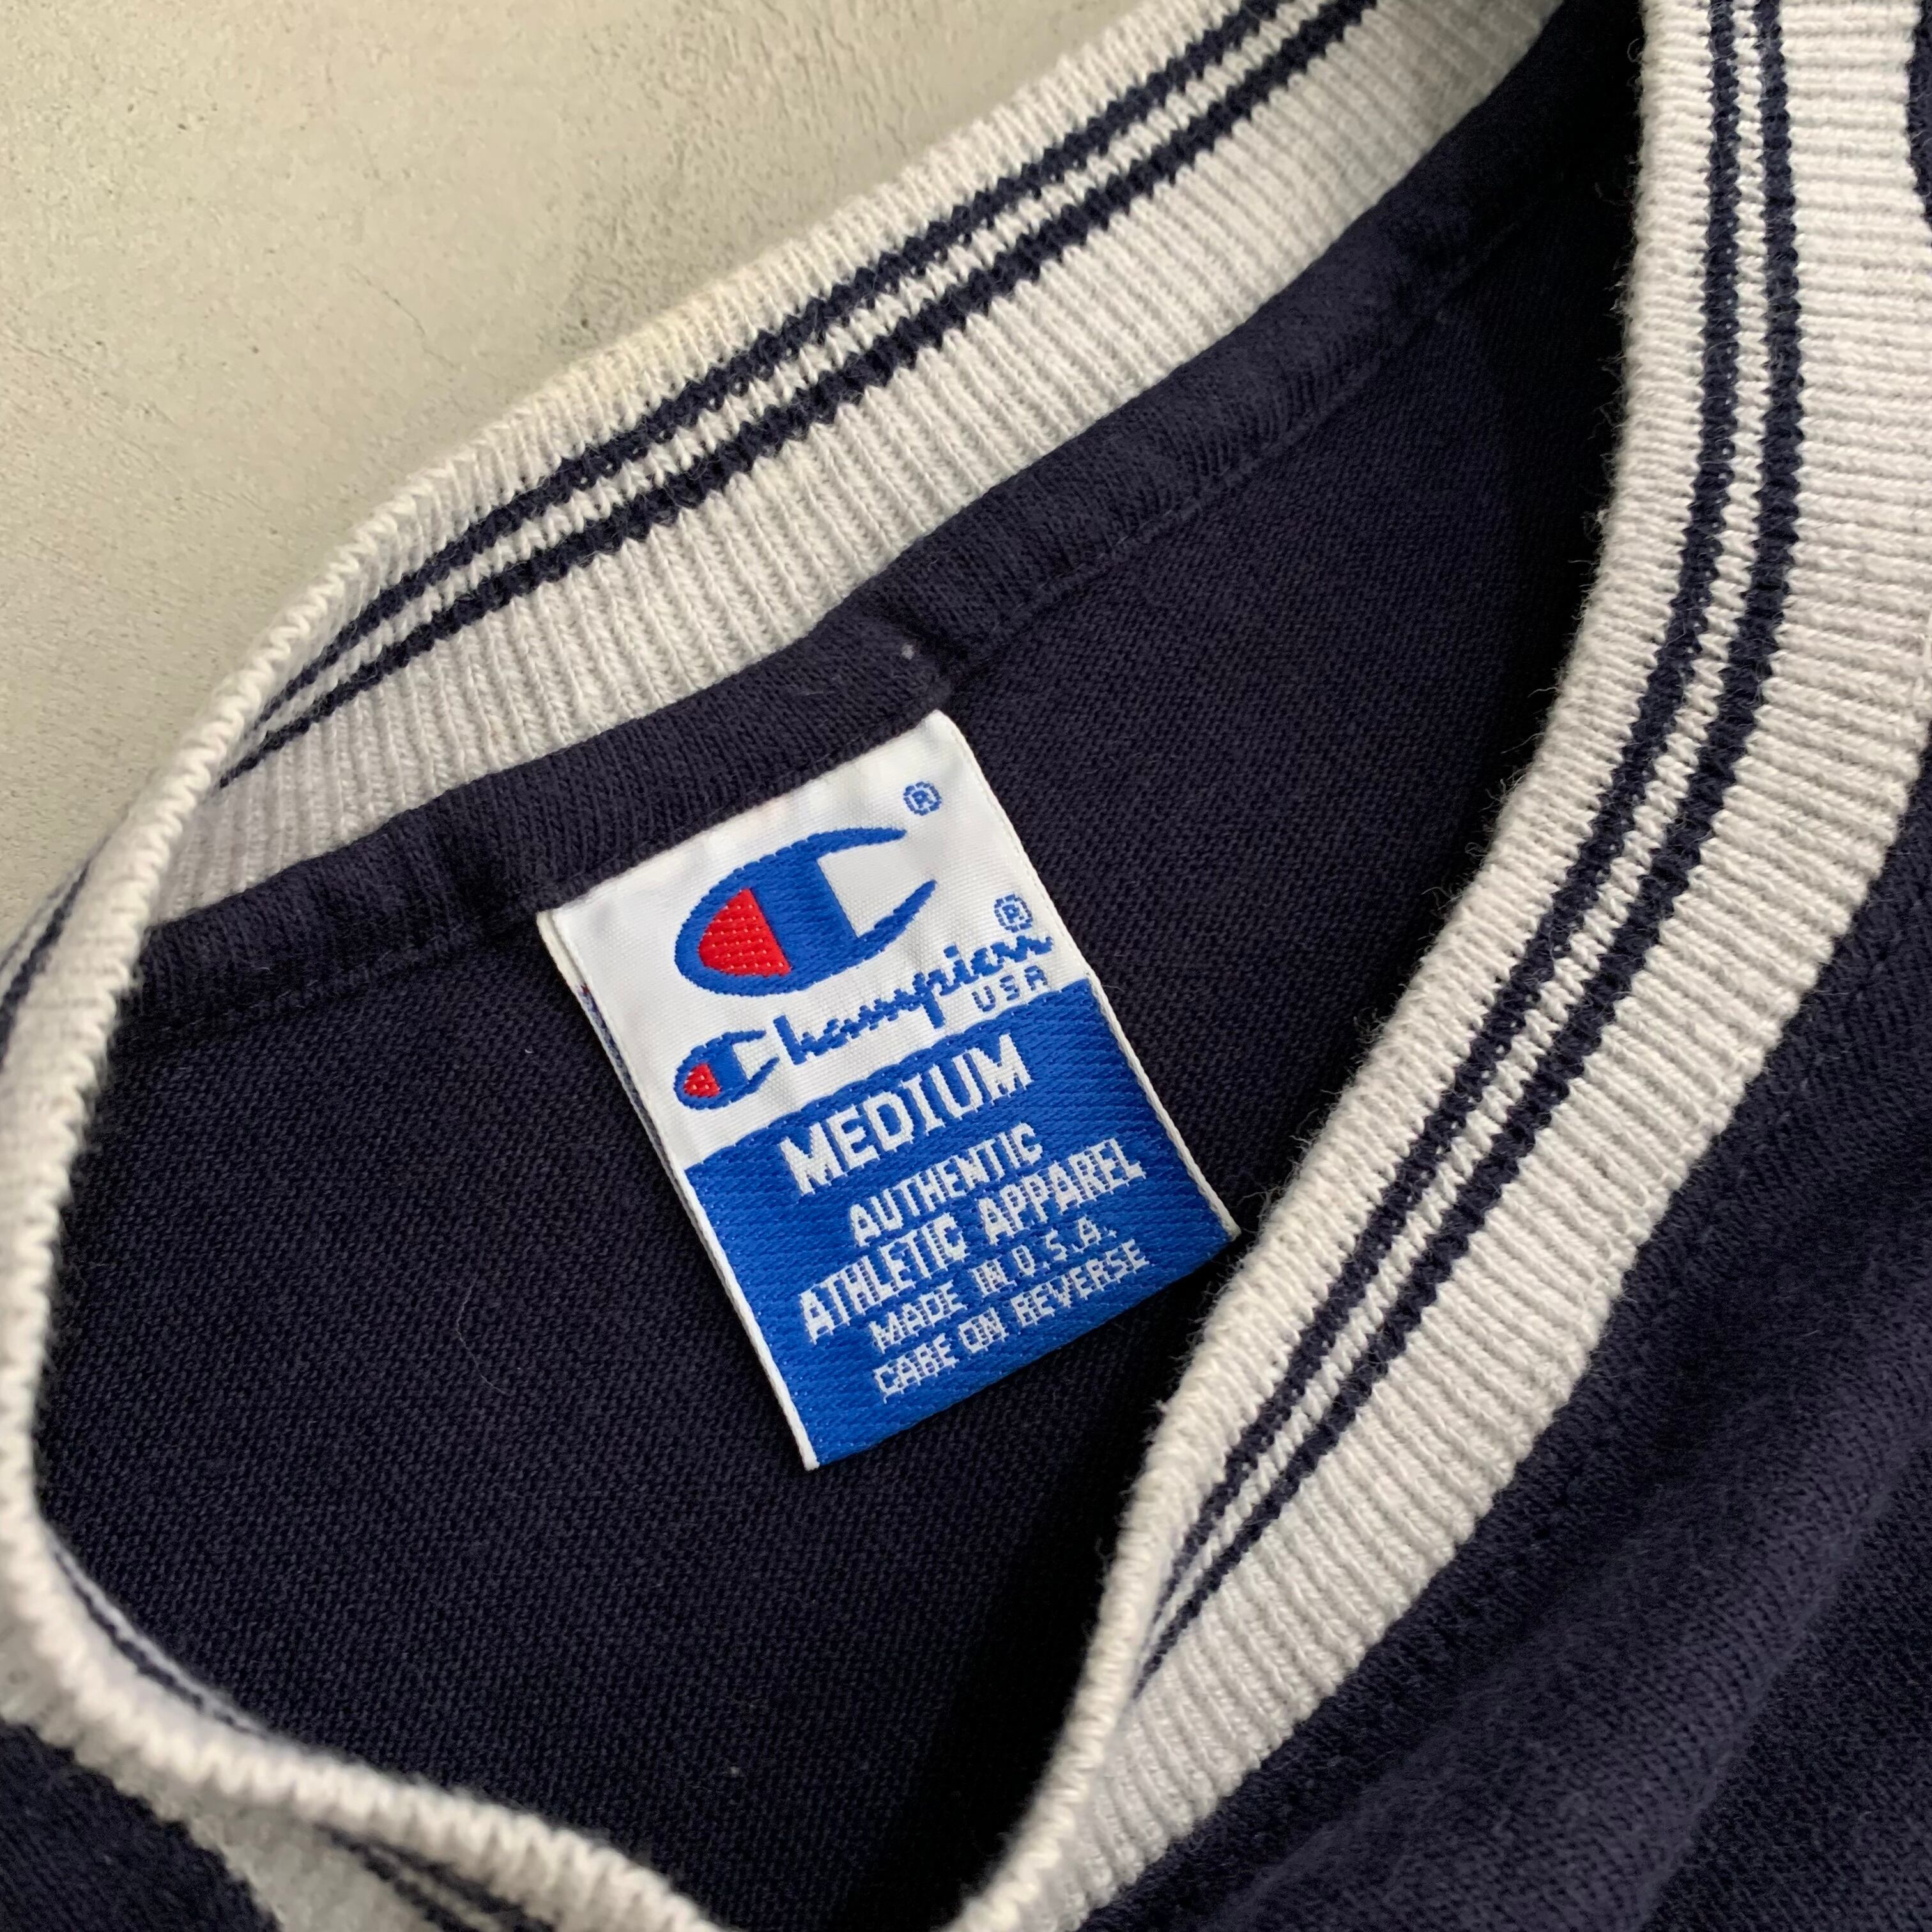 ®
Champion®
USA
MEDIUM
AUTHENTIC
ATHLETIC APPAREL
MADE IN U.S.A.
CARE ON REVERSE